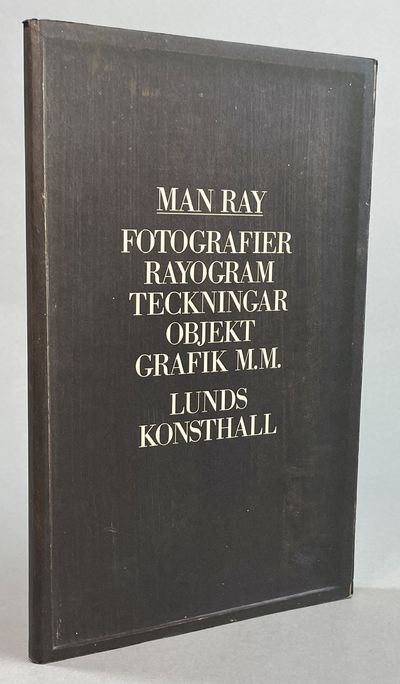 MAN RAY
FOTOGRAFIER
RAYOGRAM
TECKNINGAR
OBJEKT
GRAFIK M.M.
LUNDS
KONSTHALL